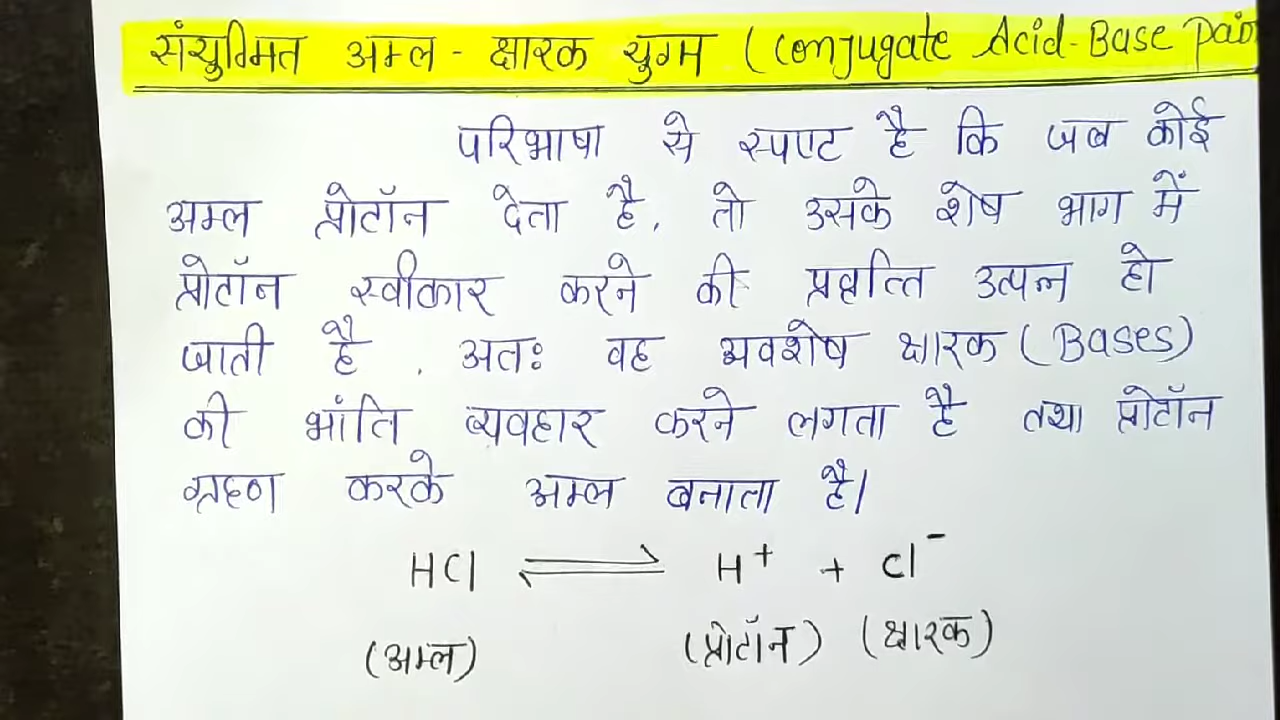 संयुग्मित अम्ल - क्षारक युग्म (Conjugate Acid-Base Pair
परिभाषा से स्पष्ट है कि जब कोई
अम्ल प्रोटॉन देता है, तो उसके शेष भाग में
प्रोटॉन स्वीकार करने की प्रवृत्ति उत्पन्न हो
जाती है . अतः वह अवशेष क्षारक (Bases)
की भांति व्यवहार करने लगता है तथा प्रोटॉन
ग्रहण करके अम्ल बनाता है।
HCl ⇌ H⁺ + Cl⁻
(अम्ल) (प्रोटॉन) (क्षारक)